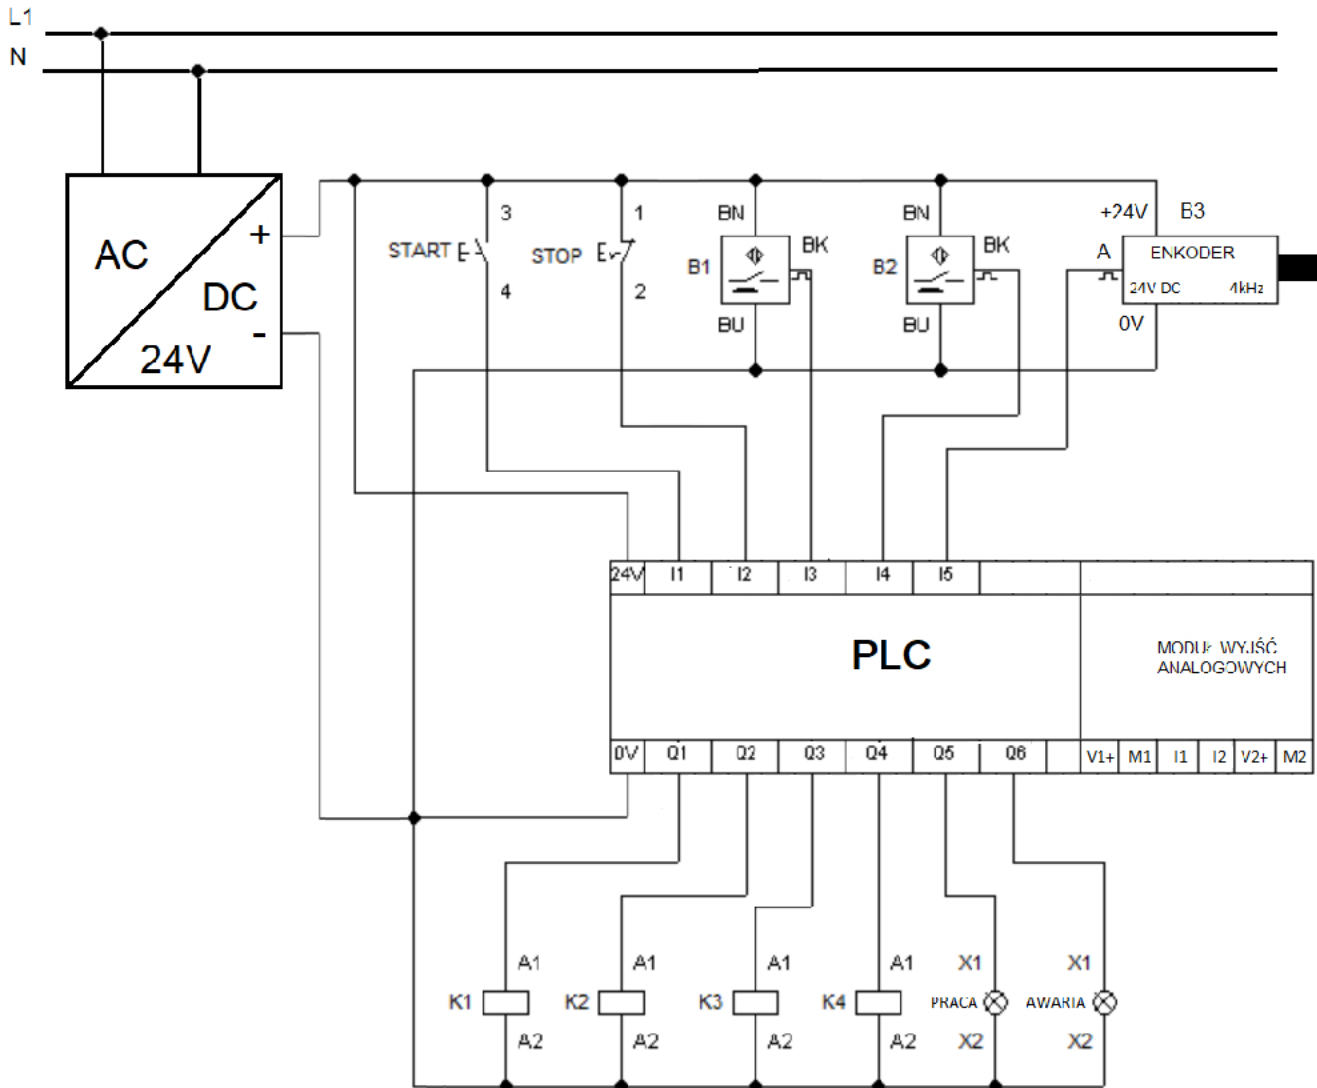 L1
N
AC
DC
24V
+
-
START
3
4
STOP
1
2
B1
BN
BK
BU
B2
BN
BK
BU
+24V
B3
A
ENKODER
24V DC 4kHz
0V
24V I1 I2 I3 I4 I5
PLC
MODUŁ WYJŚĆ
ANALOGOWYCH
0V Q1 Q2 Q3 Q4 Q5 Q6 V1+ M1 I1 I2 V2+ M2
A1 A1 A1 A1 X1 X1
K1 K2 K3 K4 PRACA AWARIA
A2 A2 A2 A2 X2 X2